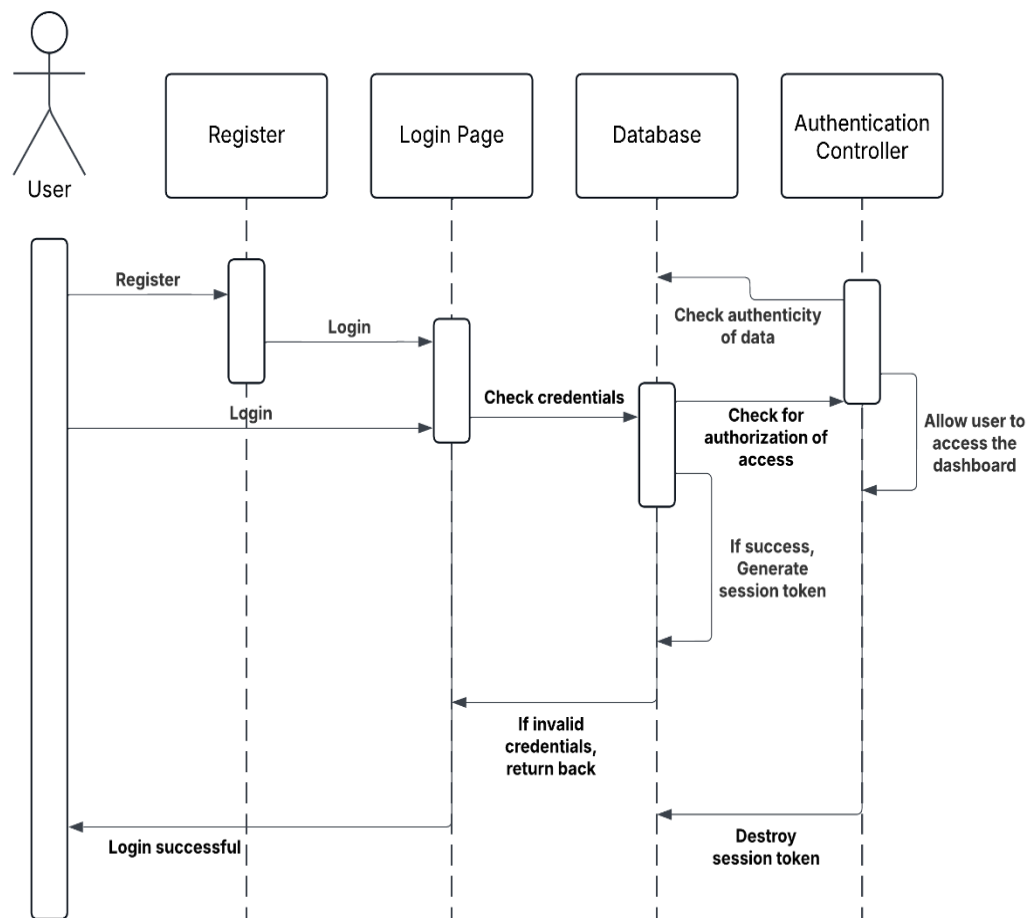 User
Register
Login Page
Database
Authentication
Controller
Register
Check authenticity
of data
Login
Check credentials
Login
Check for
authorization of
access
Allow user to
access the
dashboard
If success,
Generate
session token
If invalid
credentials,
return back
Destroy
session token
Login successful